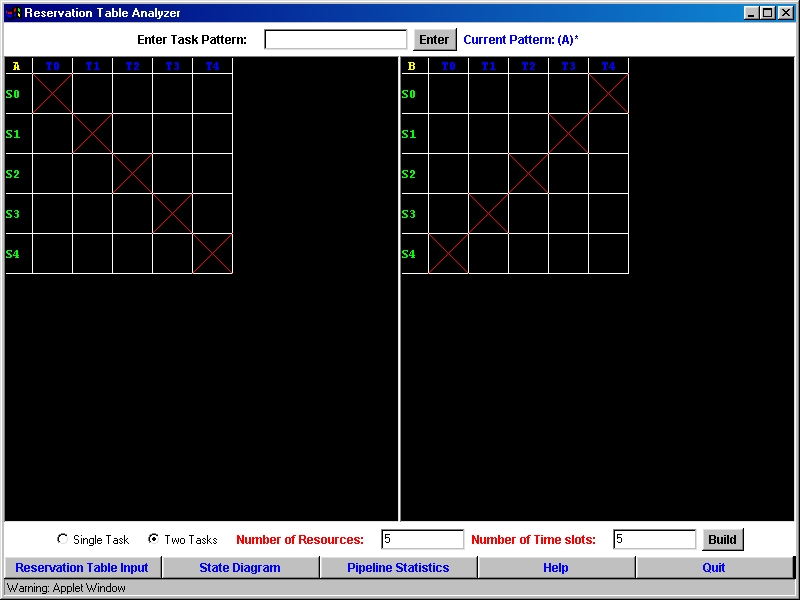 Reservation Table Analyzer
Enter Task Pattern: Enter Current Pattern: (A)*
A T0 T1 T2 T3 T4
S0
S1
S2
S3
S4
B T0 T1 T2 T3 T4
S0
S1
S2
S3
S4
Single Task Two Tasks Number of Resources: 5 Number of Time slots: 5 Build
Reservation Table Input State Diagram Pipeline Statistics Help Quit
Warning: Applet Window